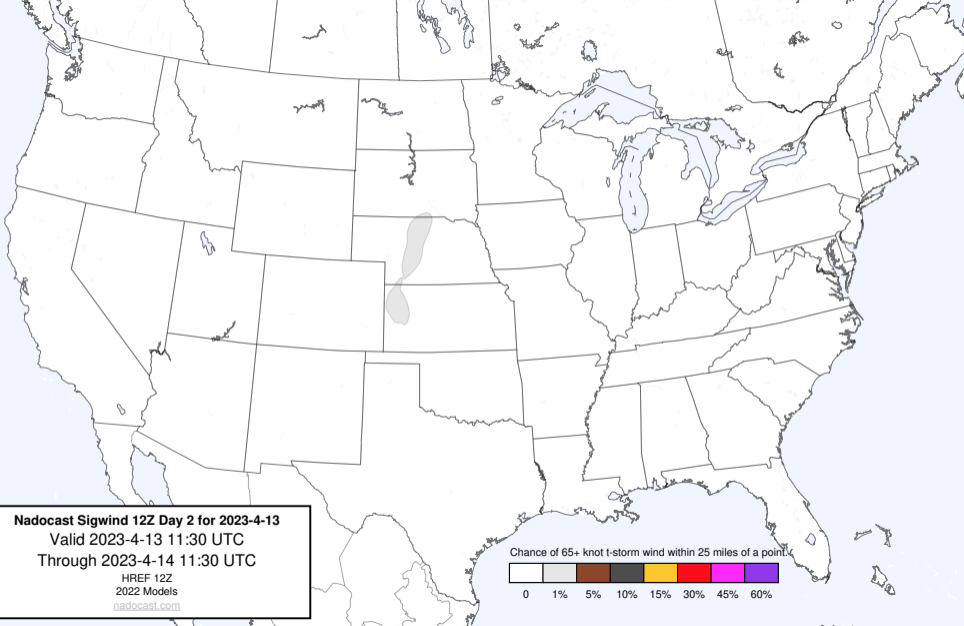 Nadocast Sigwind 12Z Day 2 for 2023-4-13
Valid 2023-4-13 11:30 UTC
Through 2023-4-14 11:30 UTC
HREF 12Z
2022 Models
nadocast.com
Chance of 65+ knot t-storm wind within 25 miles of a point.
0 1% 5% 10% 15% 30% 45% 60%